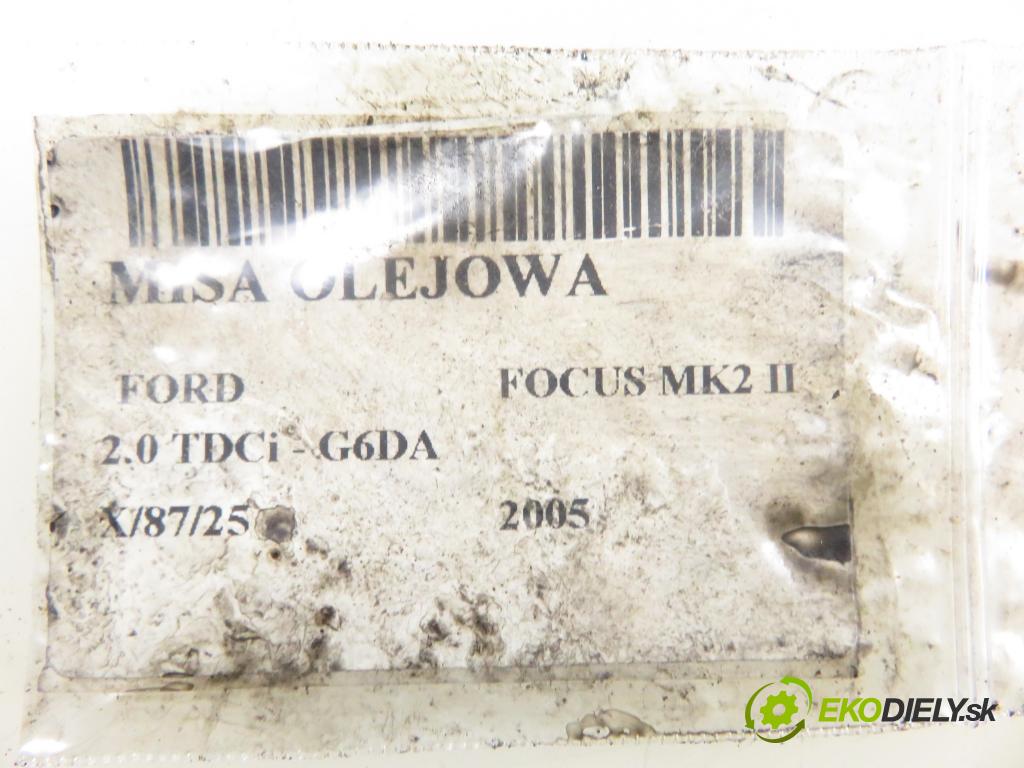 MISA OLEJOWA
FORD FOCUS MK2 II
2.0 TDCi - G6DA
X/87/25 2005
EKODIELY.sk